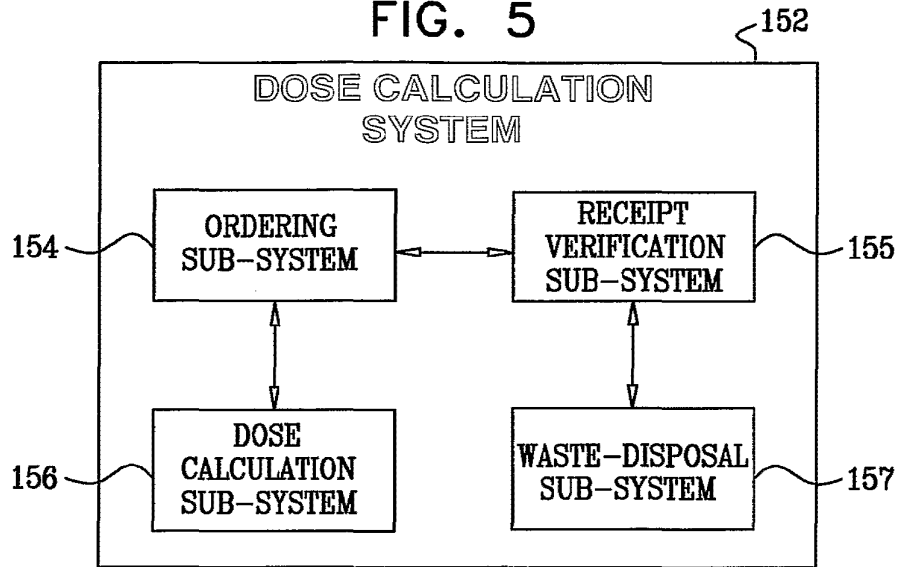 FIG. 5
152
DOSE CALCULATION
SYSTEM
154
ORDERING
SUB-SYSTEM
RECEIPT
VERIFICATION
SUB-SYSTEM
155
156
DOSE
CALCULATION
SUB-SYSTEM
WASTE-DISPOSAL
SUB-SYSTEM
157